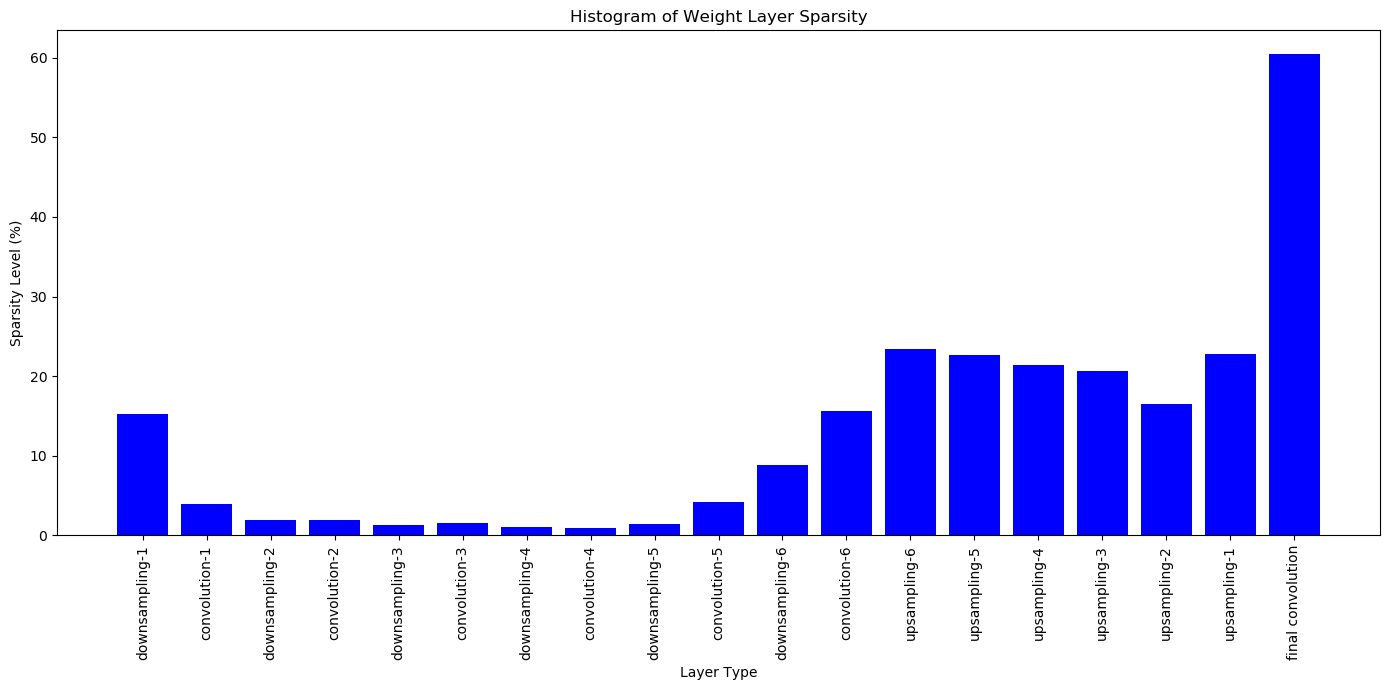 Histogram of Weight Layer Sparsity
Sparsity Level (%)
60
50
40
30
20
10
0
downsampling-1
convolution-1
downsampling-2
convolution-2
downsampling-3
convolution-3
downsampling-4
convolution-4
downsampling-5
convolution-5
downsampling-6
convolution-6
upsampling-6
upsampling-5
upsampling-4
upsampling-3
upsampling-2
upsampling-1
final convolution
Layer Type